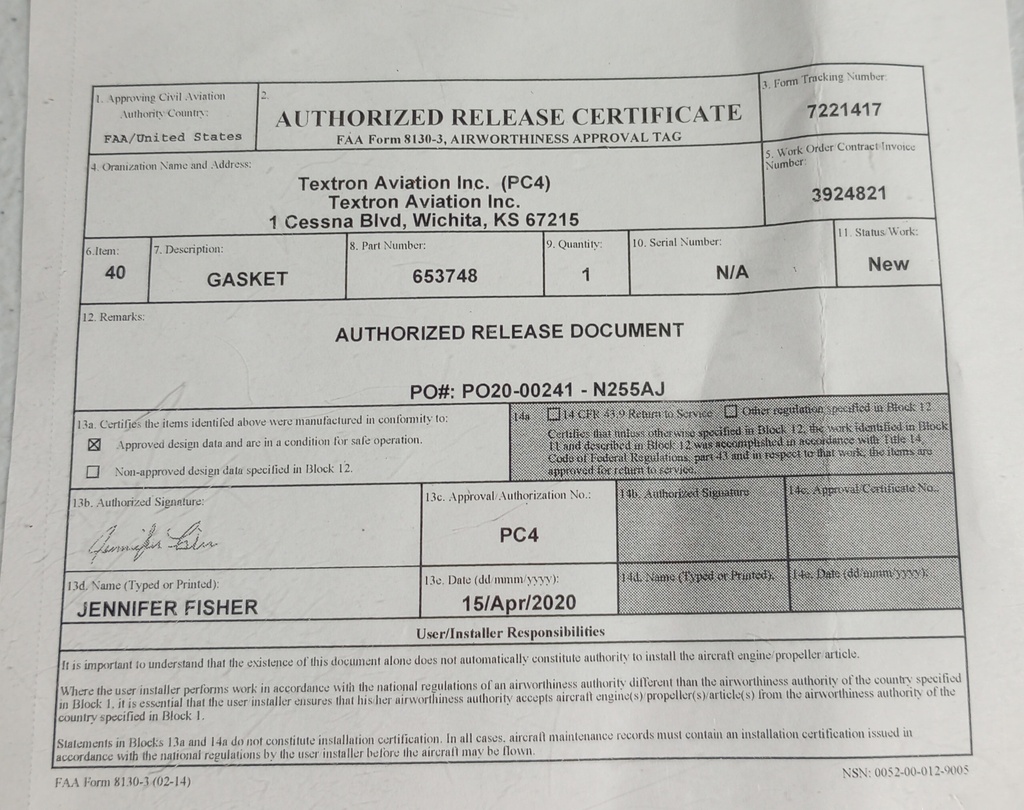 1. Approving Civil Aviation
Authority/Country:
FAA/United States
2.
AUTHORIZED RELEASE CERTIFICATE
FAA Form 8130-3, AIRWORTHINESS APPROVAL TAG
3. Form Tracking Number:
7221417
4. Oranization Name and Address:
Textron Aviation Inc. (PC4)
Textron Aviation Inc.
1 Cessna Blvd, Wichita, KS 67215
5. Work Order Contract Invoice
Number:
3924821
6.Item:
40
7. Description:
GASKET
8. Part Number:
653748
9. Quantity:
1
10. Serial Number:
N/A
11. Status/Work:
New
12. Remarks:
AUTHORIZED RELEASE DOCUMENT
PO#: PO20-00241 - N255AJ
13a. Certifies the items identifed above were manufactured in conformity to:
☒ Approved design data and are in a condition for safe operation.
☐ Non-approved design data specified in Block 12.
14a. ☐ 14 CFR 43.9 Return to Service ☐ Other regulation specified in Block 12
Certifies that unless otherwise specified in Block 12, the work identified in Block
11 and described in Block 12 was accomplished in accordance with Title 14,
Code of Federal Regulations, part 43 and in respect to that work, the items are
approved for return to service.
13b. Authorized Signature:
Jennifer
13c. Approval/Authorization No.:
PC4
14b. Authorized Signature
14c. Approval/Certificate No.:
13d. Name (Typed or Printed):
JENNIFER FISHER
13e. Date (dd/mmm/yyyy):
15/Apr/2020
14d. Name (Typed or Printed):
14e. Date (dd/mmm/yyyy):
User/Installer Responsibilities
It is important to understand that the existence of this document alone does not automatically constitute authority to install the aircraft engine/propeller/article.
Where the user installer performs work in accordance with the national regulations of an airworthiness authority different than the airworthiness authority of the country specified
in Block 1, it is essential that the user installer ensures that his/her airworthiness authority accepts aircraft engine(s)/propeller(s)/article(s) from the airworthiness authority of the
country specified in Block 1.
Statements in Blocks 13a and 14a do not constitute installation certification. In all cases, aircraft maintenance records must contain an installation certification issued in
accordance with the national regulations by the user installer before the aircraft may be flown.
FAA Form 8130-3 (02-14)
NSN: 0052-00-012-9005